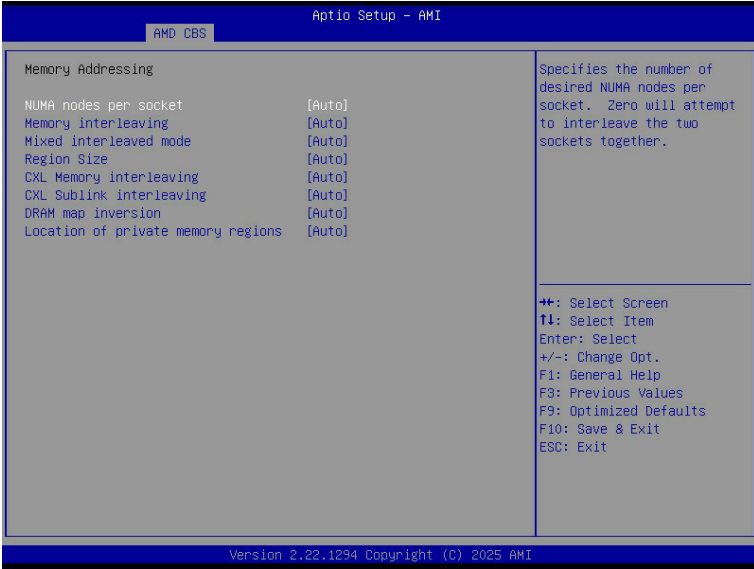 Aptio Setup – AMI
AMD CBS
Memory Addressing
NUMA nodes per socket [Auto]
Memory interleaving [Auto]
Mixed interleaved mode [Auto]
Region Size [Auto]
CXL Memory interleaving [Auto]
CXL Sublink interleaving [Auto]
DRAM map inversion [Auto]
Location of private memory regions [Auto]
Specifies the number of
desired NUMA nodes per
socket.  Zero will attempt
to interleave the two
sockets together.
→←: Select Screen
↑↓: Select Item
Enter: Select
+/-: Change Opt.
F1: General Help
F3: Previous Values
F9: Optimized Defaults
F10: Save & Exit
ESC: Exit
Version 2.22.1294 Copyright (C) 2025 AMI